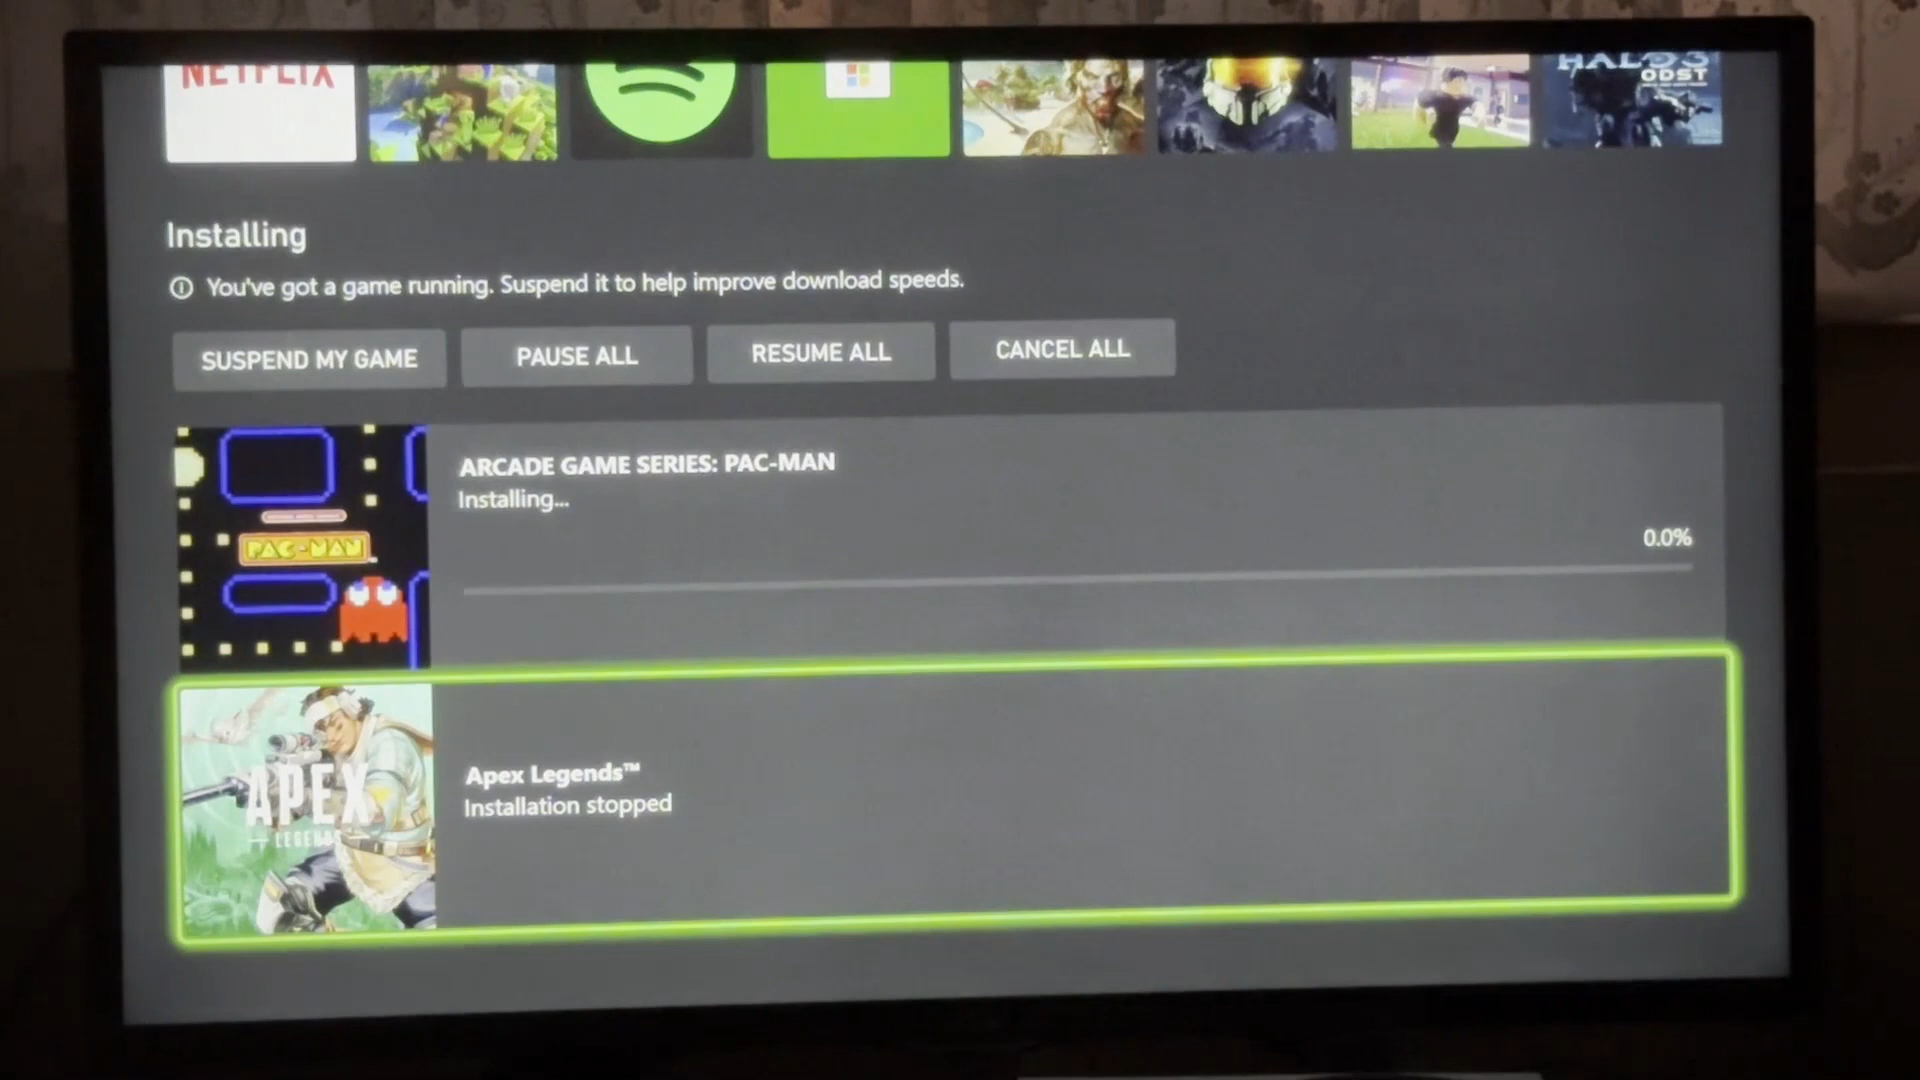 NETFLIX
HALO 3
ODST
Installing
You've got a game running. Suspend it to help improve download speeds.
SUSPEND MY GAME
PAUSE ALL
RESUME ALL
CANCEL ALL
ARCADE GAME SERIES: PAC-MAN
Installing...
0.0%
PAC-MAN
Apex Legends™
Installation stopped
APEX
LEGENDS